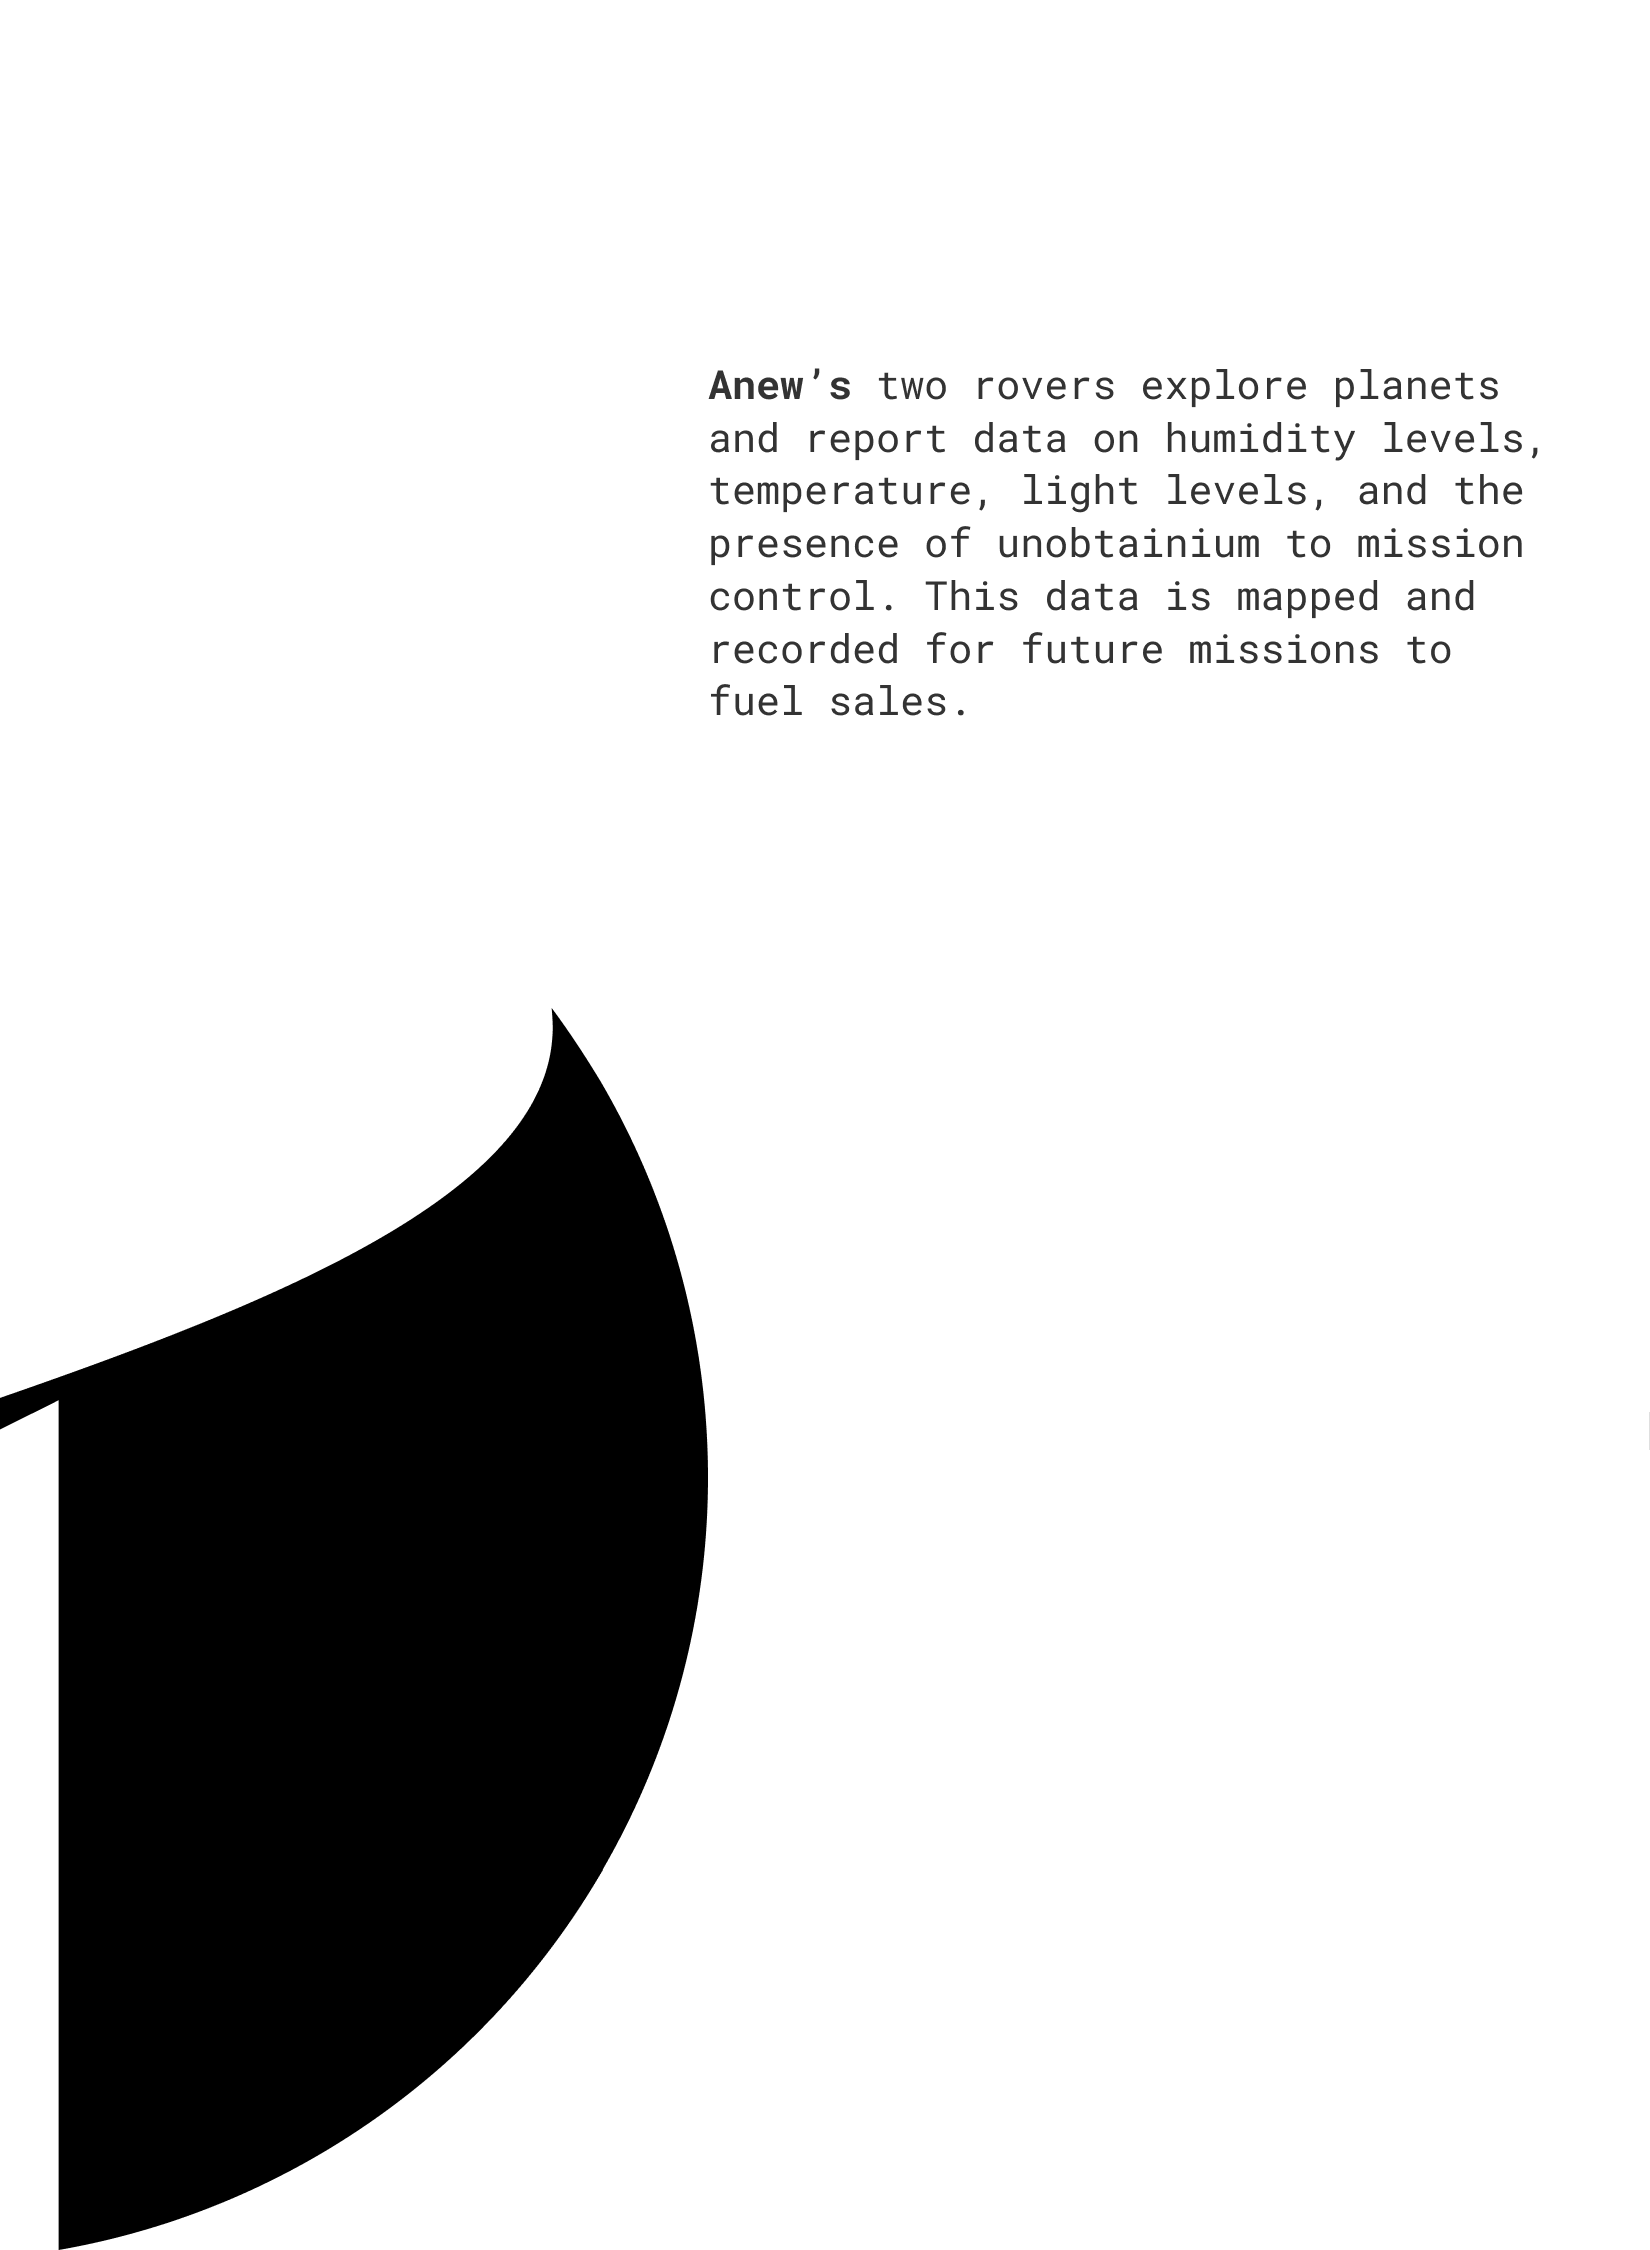 Anew’s two rovers explore planets
and report data on humidity levels,
temperature, light levels, and the
presence of unobtainium to mission
control. This data is mapped and
recorded for future missions to
fuel sales.